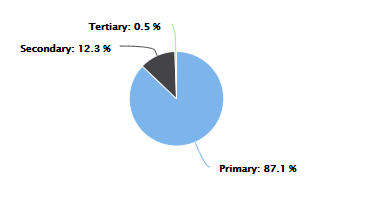 Tertiary: 0.5 %
Secondary: 12.3 %
Primary: 87.1 %